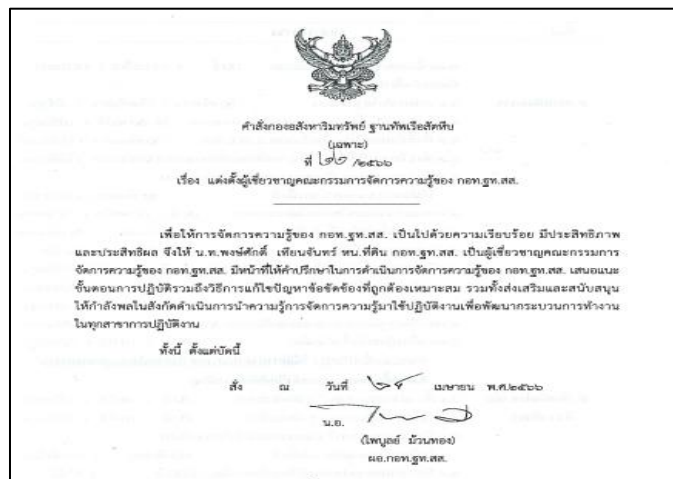 คำสั่งกองอสังหาริมทรัพย์ ฐานทัพเรือสัตหีบ
(เฉพาะ)
ที่ ๒๒ /๒๕๖๖
เรื่อง แต่งตั้งผู้เชี่ยวชาญคณะกรรมการจัดการความรู้ของ กอท.ฐท.สส.
เพื่อให้การจัดการความรู้ของ กอท.ฐท.สส. เป็นไปด้วยความเรียบร้อย มีประสิทธิภาพ
และประสิทธิผล จึงให้ น.ท.พงษ์ศักดิ์ เทียนจันทร์ หน.ที่ดิน กอท.ฐท.สส. เป็นผู้เชี่ยวชาญคณะกรรมการ
จัดการความรู้ของ กอท.ฐท.สส. มีหน้าที่ให้คำปรึกษาในการดำเนินการจัดการความรู้ของ กอท.ฐท.สส. เสนอแนะ
ขั้นตอนการปฏิบัติรวมถึงวิธีการแก้ไขปัญหาข้อขัดข้องที่ถูกต้องเหมาะสม รวมทั้งส่งเสริมและสนับสนุน
ให้กำลังพลในสังกัดดำเนินการนำความรู้การจัดการความรู้มาใช้ปฏิบัติงานเพื่อพัฒนากระบวนการทำงาน
ในทุกสาขาการปฏิบัติงาน
ทั้งนี้ ตั้งแต่บัดนี้
สั่ง ณ วันที่ ๒๔ เมษายน พ.ศ.๒๕๖๖
น.อ.
(ไพบูลย์ ม้วนทอง)
ผอ.กอท.ฐท.สส.